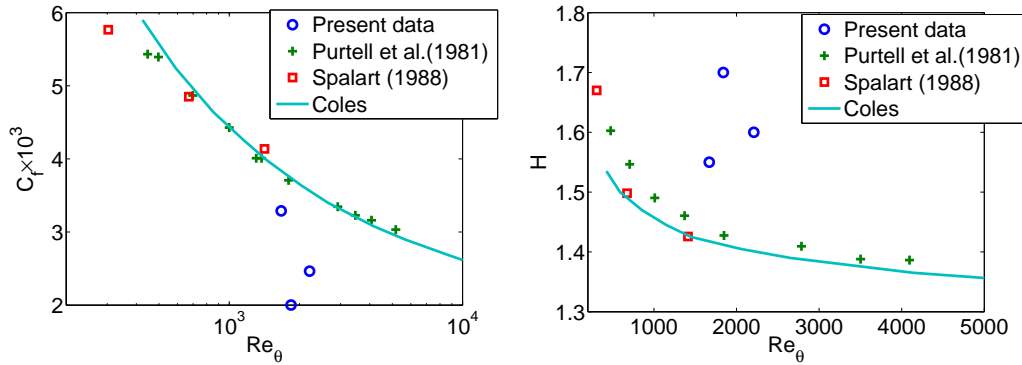 6
5
4
3
2
C_f×10^3
10^3
10^4
Re_θ
Present data
Purtell et al.(1981)
Spalart (1988)
Coles
1.8
1.7
1.6
1.5
1.4
1.3
H
1000
2000
3000
4000
5000
Re_θ
Present data
Purtell et al.(1981)
Spalart (1988)
Coles